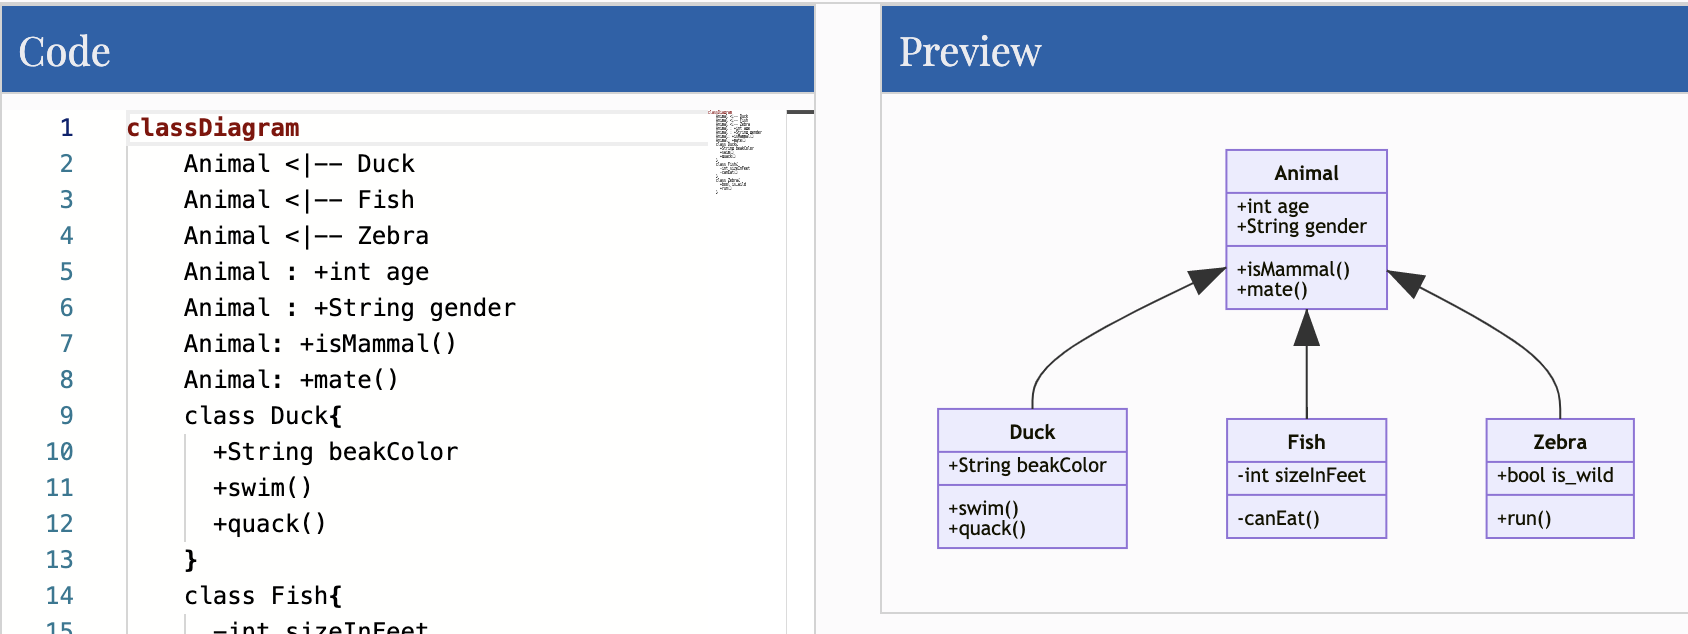 Code
1 classDiagram
2 Animal <|-- Duck
3 Animal <|-- Fish
4 Animal <|-- Zebra
5 Animal : +int age
6 Animal : +String gender
7 Animal: +isMammal()
8 Animal: +mate()
9 class Duck{
10 +String beakColor
11 +swim()
12 +quack()
13 }
14 class Fish{
15 -int sizeInFeet
Preview
Animal
+int age
+String gender
+isMammal()
+mate()
Duck
+String beakColor
+swim()
+quack()
Fish
-int sizeInFeet
-canEat()
Zebra
+bool is_wild
+run()